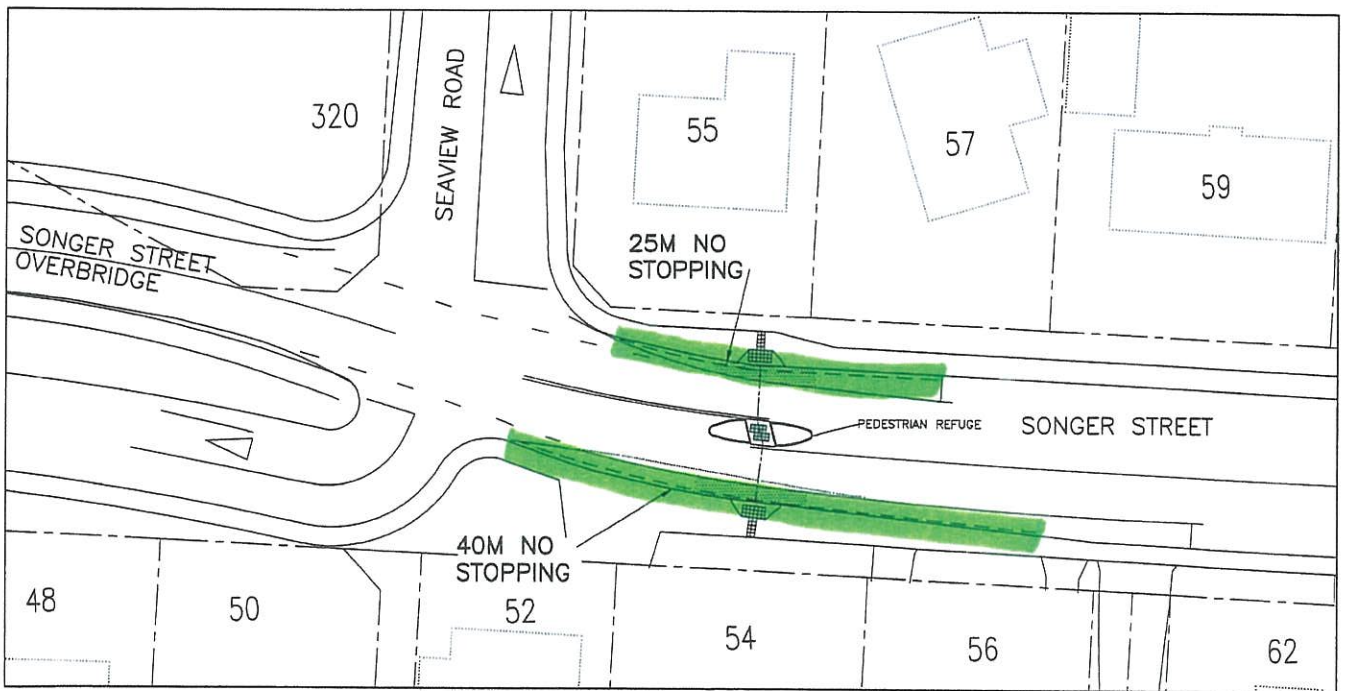 320
SEAVIEW ROAD
55
57
59
SONGER STREET
OVERBRIDGE
25M NO
STOPPING
PEDESTRIAN REFUGE
SONGER STREET
40M NO
STOPPING
48
50
52
54
56
62